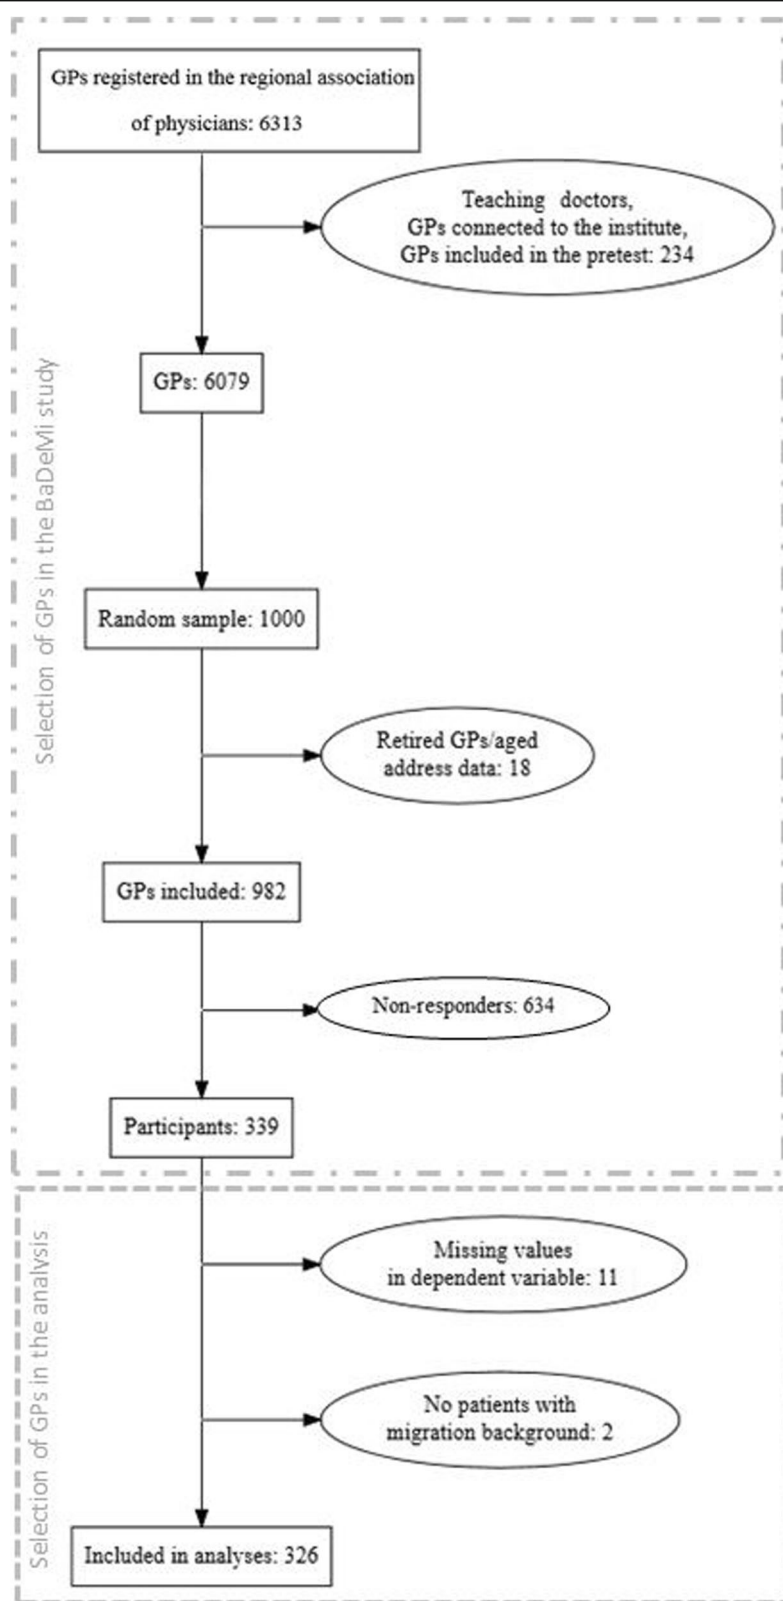 GPs registered in the regional association
of physicians: 6313
Teaching doctors,
GPs connected to the institute,
GPs included in the pretest: 234
GPs: 6079
Selection of GPs in the BaDeMi study
Random sample: 1000
Retired GPs/aged
address data: 18
GPs included: 982
Non-responders: 634
Participants: 339
Selection of GPs in the analysis
Missing values
in dependent variable: 11
No patients with
migration background: 2
Included in analyses: 326